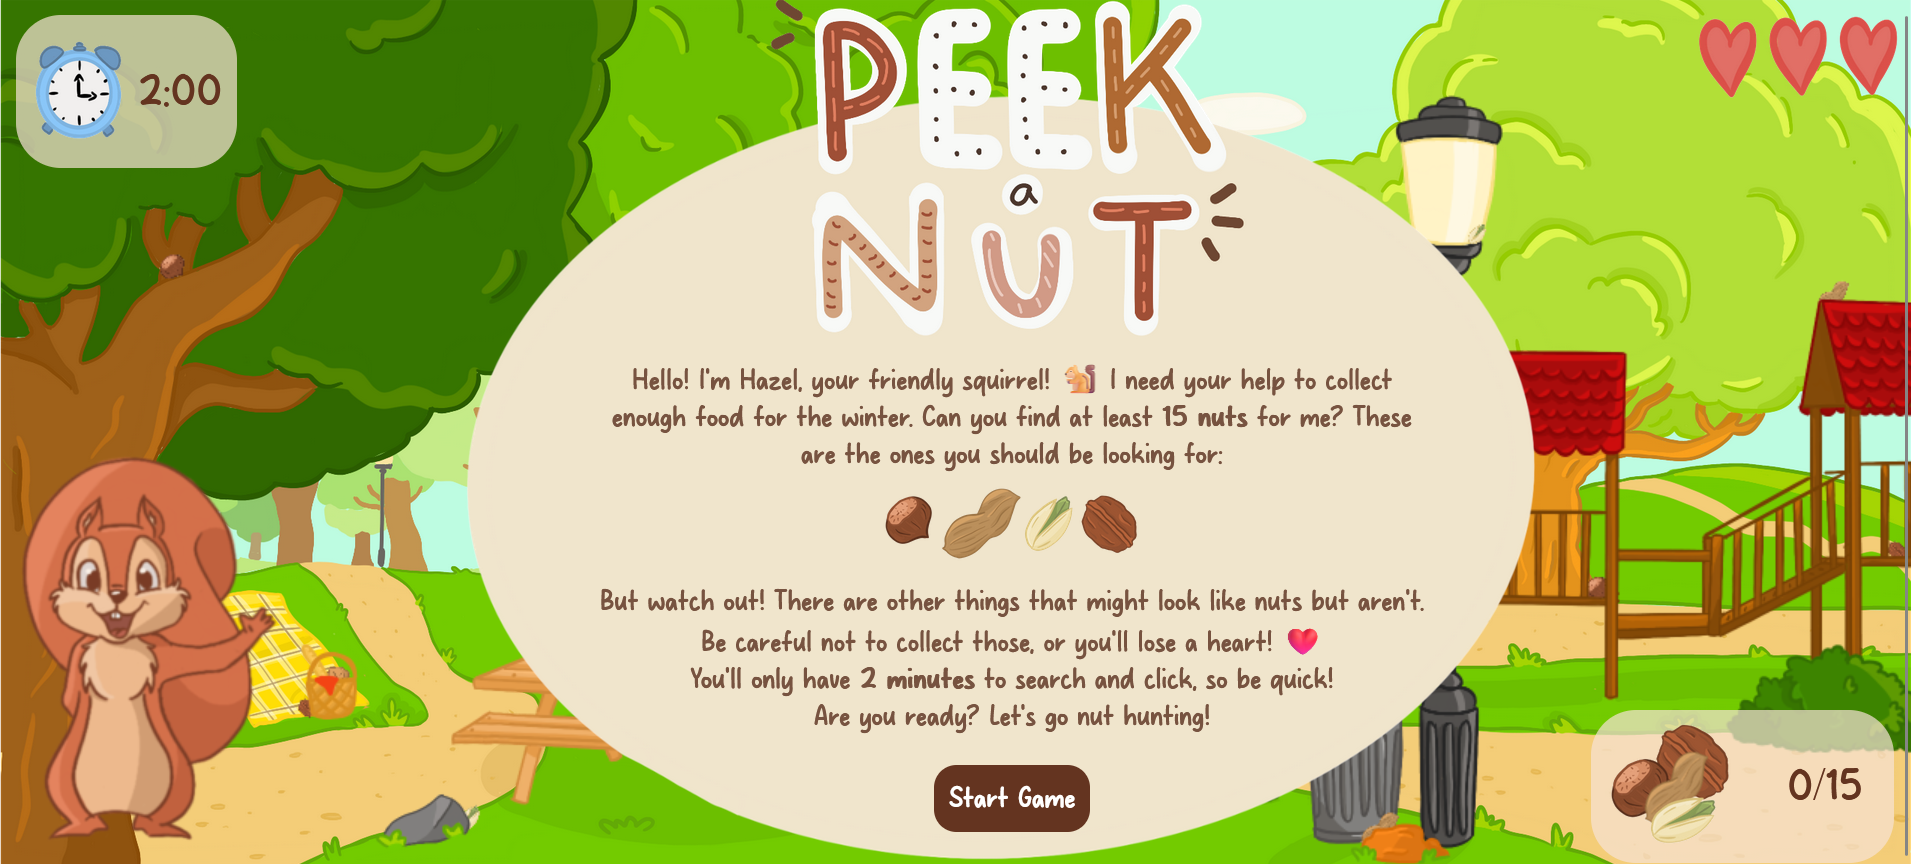 2:00
PEEK
a
NUT
Hello! I'm Hazel, your friendly squirrel! 🐿️ I need your help to collect
enough food for the winter. Can you find at least 15 nuts for me? These
are the ones you should be looking for:
But watch out! There are other things that might look like nuts but aren't.
Be careful not to collect those, or you'll lose a heart! ❤️
You'll only have 2 minutes to search and click, so be quick!
Are you ready? Let's go nut hunting!
Start Game
0/15